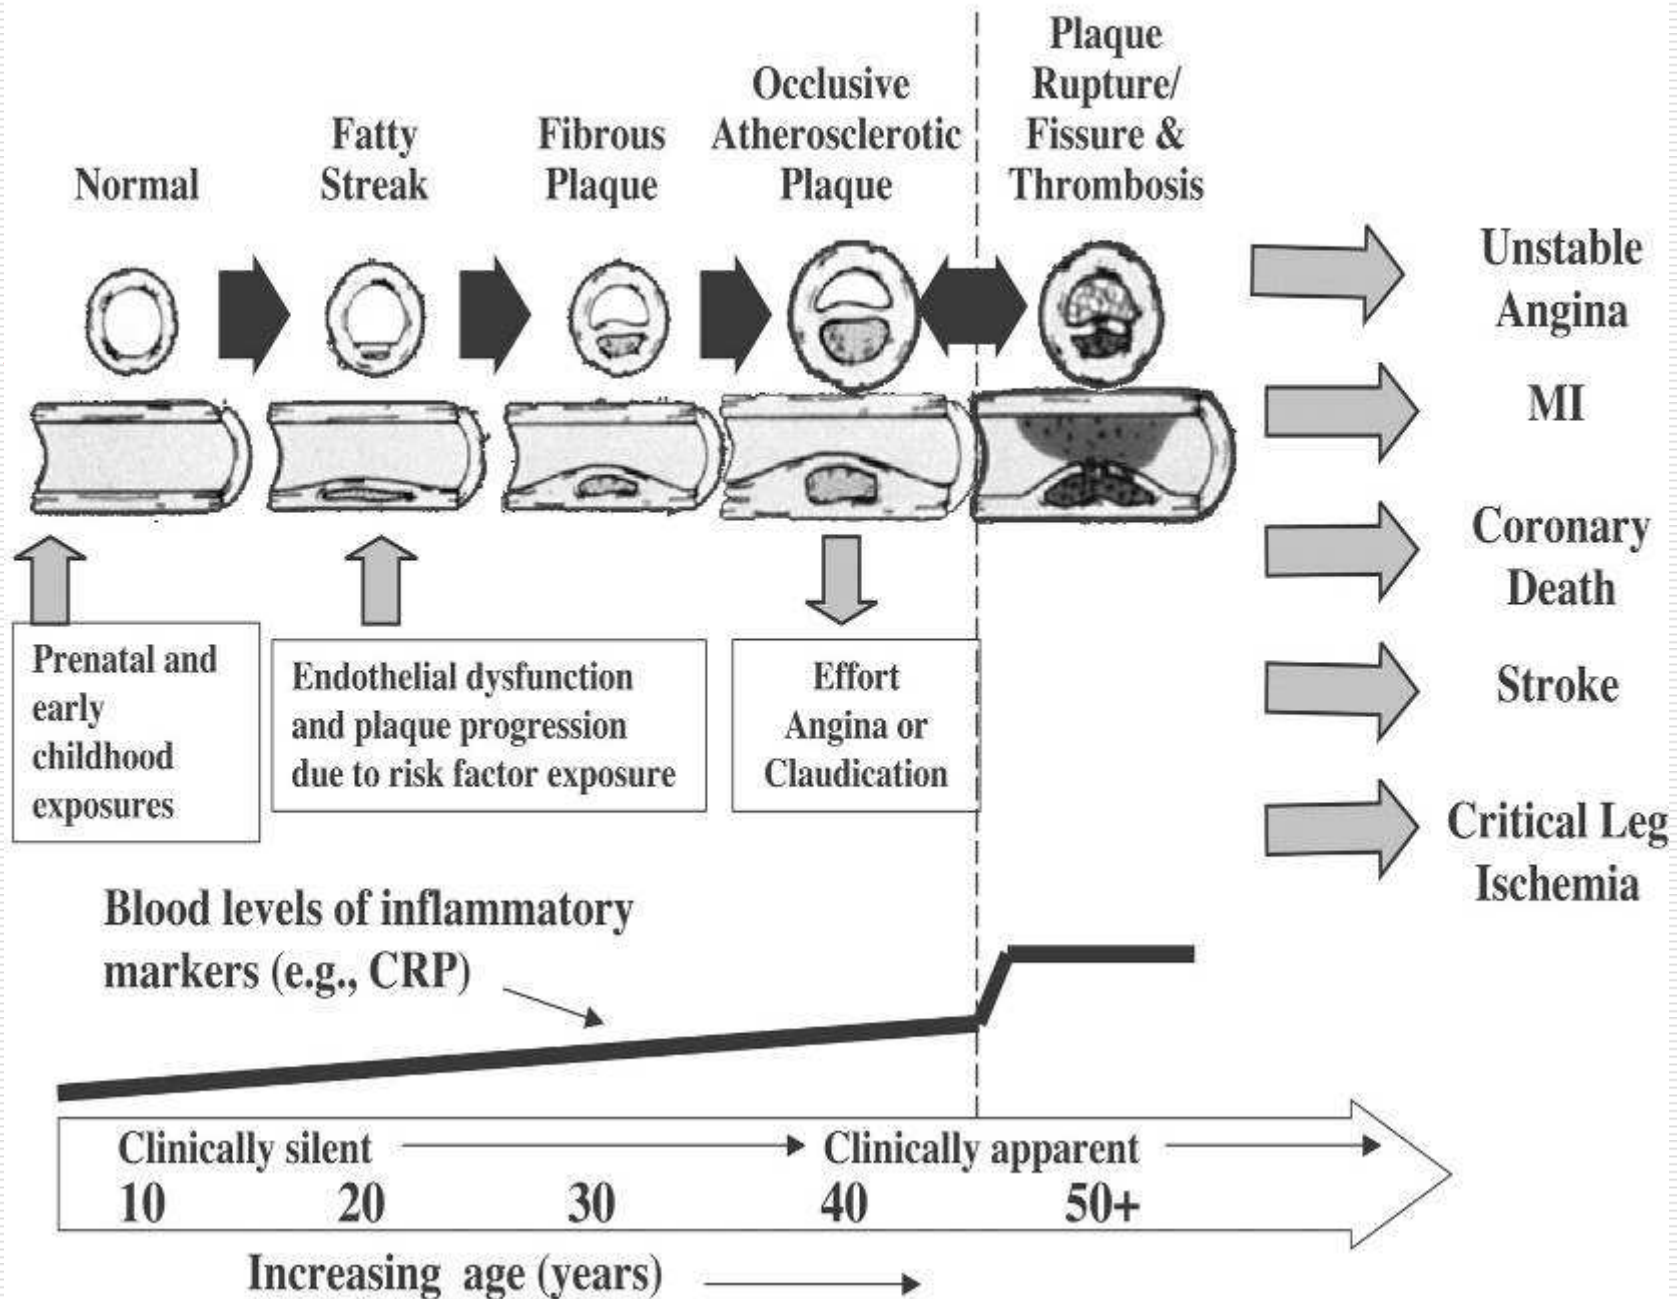 Normal
Fatty
Streak
Fibrous
Plaque
Occlusive
Atherosclerotic
Plaque
Plaque
Rupture/
Fissure &
Thrombosis
Unstable
Angina
MI
Coronary
Death
Stroke
Critical Leg
Ischemia
Prenatal and
early
childhood
exposures
Endothelial dysfunction
and plaque progression
due to risk factor exposure
Effort
Angina or
Claudication
Blood levels of inflammatory
markers (e.g., CRP)
Clinically silent Clinically apparent
10 20 30 40 50+
Increasing age (years)